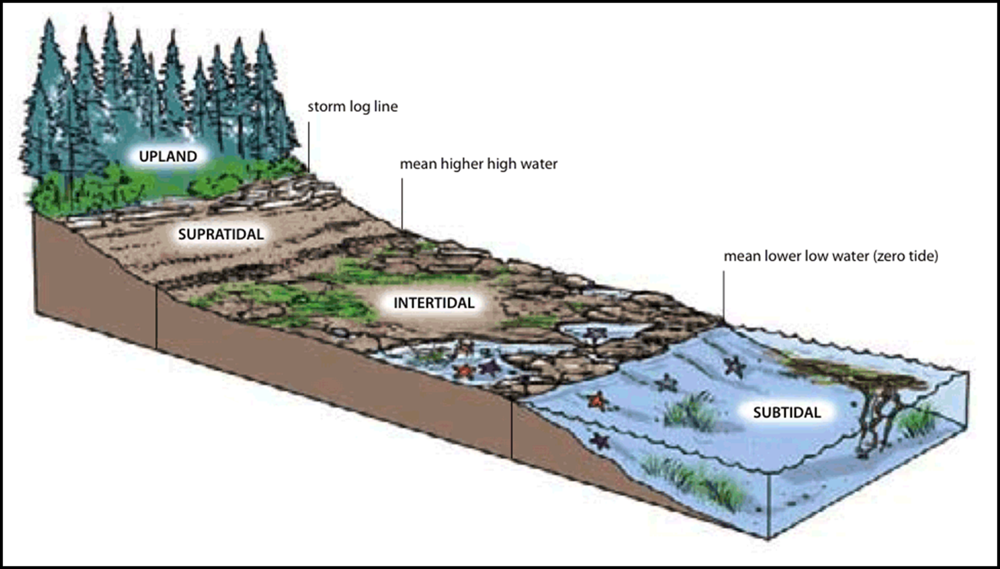 storm log line
UPLAND
mean higher high water
SUPRATIDAL
mean lower low water (zero tide)
INTERTIDAL
SUBTIDAL